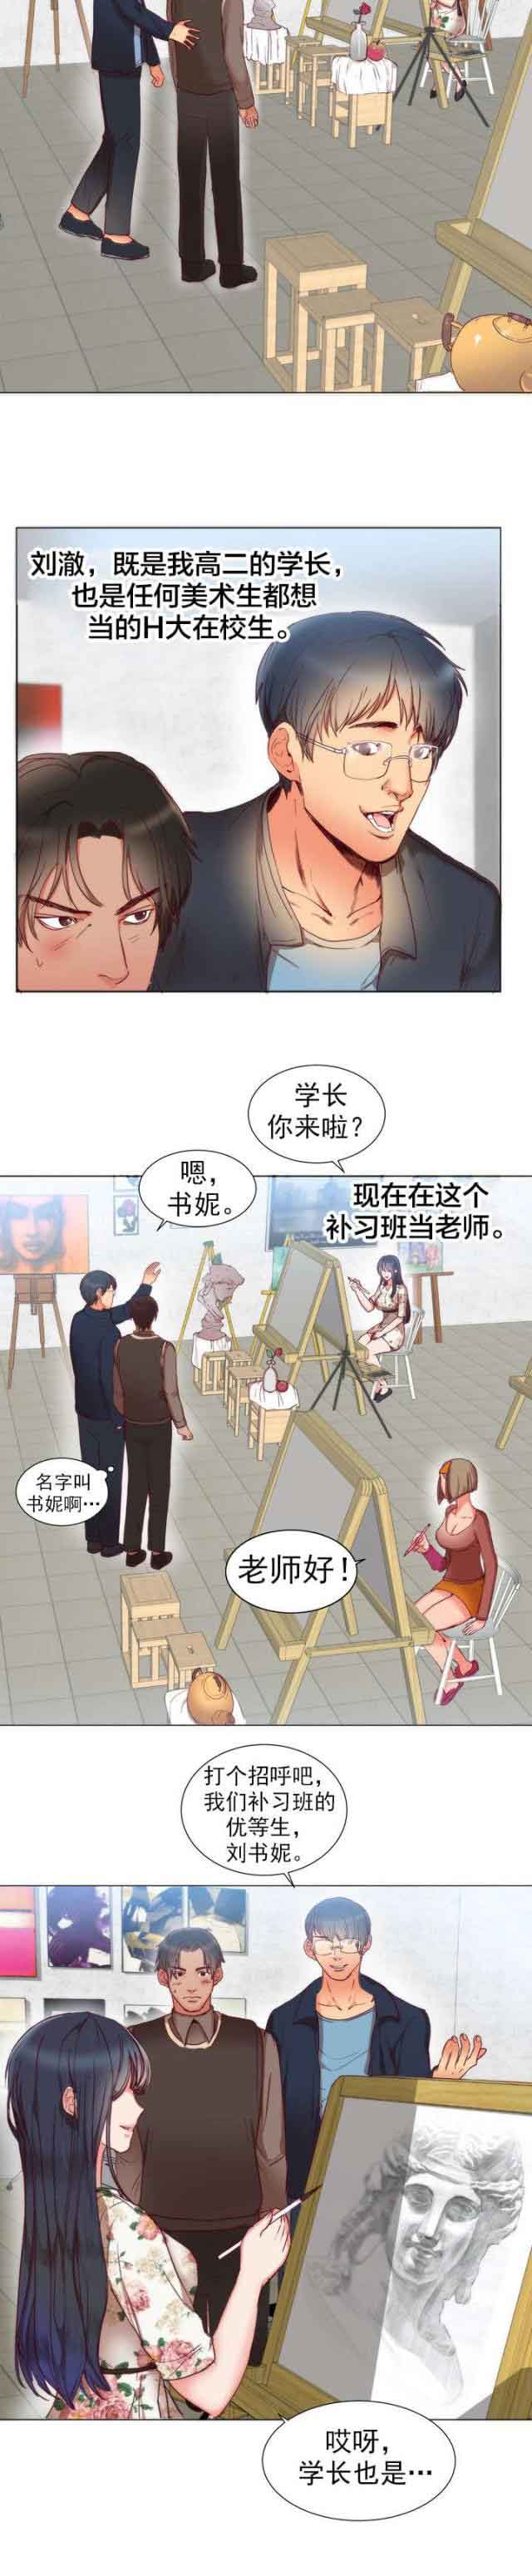 刘澈，既是我高二的学长，
也是任何美术生都想
当的H大在校生。
学长
你来啦？
嗯，
书妮。
现在在这个
补习班当老师。
名字叫
书妮啊…
老师好！
打个招呼吧，
我们补习班的
优等生，
刘书妮。
哎呀，
学长也是…